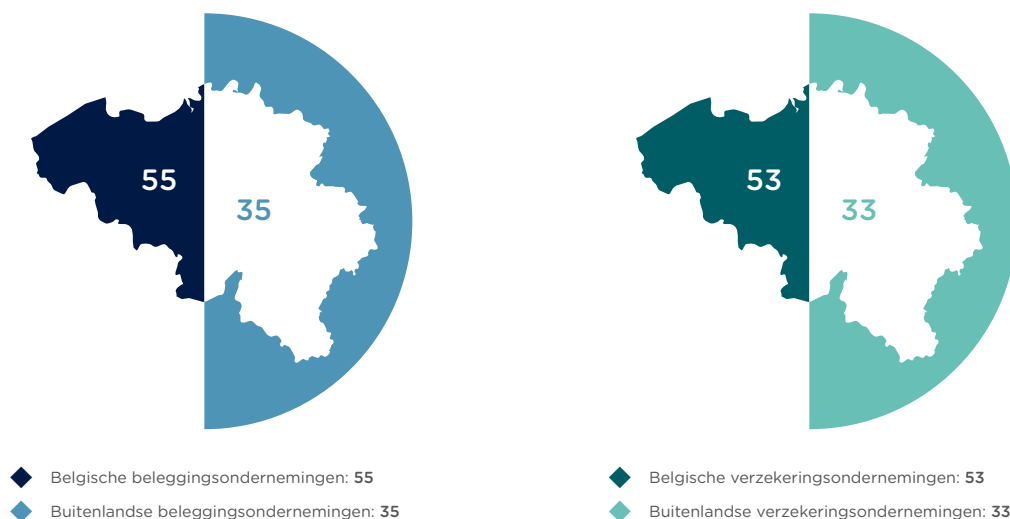 55
35
Belgische beleggingsondernemingen: 55
Buitenlandse beleggingsondernemingen: 35
53
33
Belgische verzekeringsondernemingen: 53
Buitenlandse verzekeringsondernemingen: 33